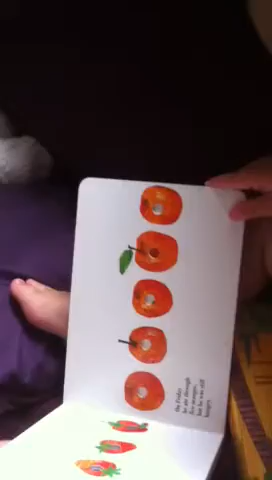 On Friday
he ate through
five oranges,
but he was still
hungry.